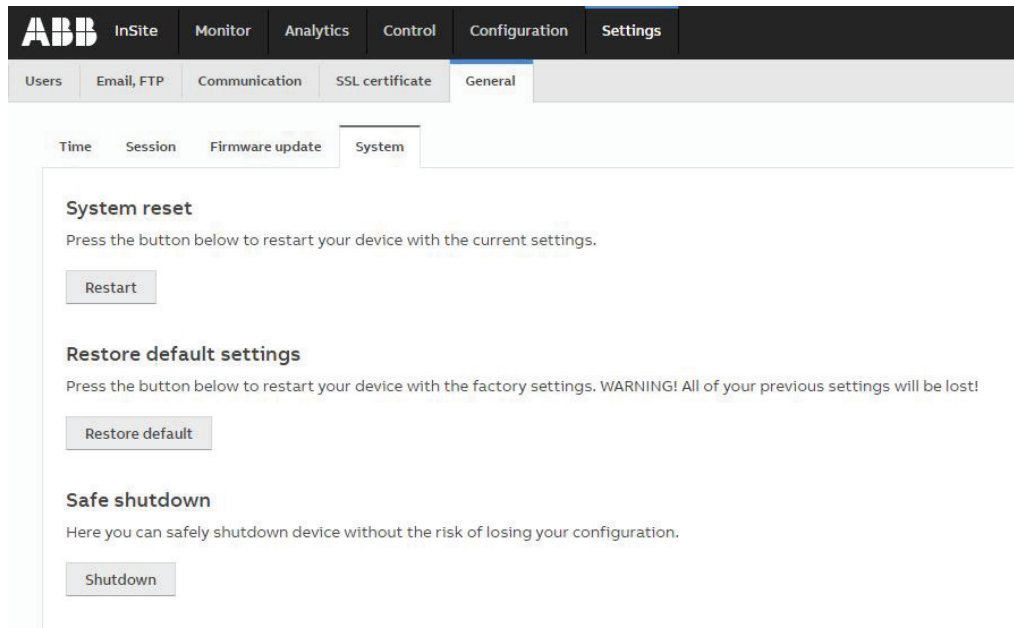 ABB InSite Monitor Analytics Control Configuration Settings
Users Email, FTP Communication SSL certificate General
Time Session Firmware update System
System reset
Press the button below to restart your device with the current settings.
Restart
Restore default settings
Press the button below to restart your device with the factory settings. WARNING! All of your previous settings will be lost!
Restore default
Safe shutdown
Here you can safely shutdown device without the risk of losing your configuration.
Shutdown